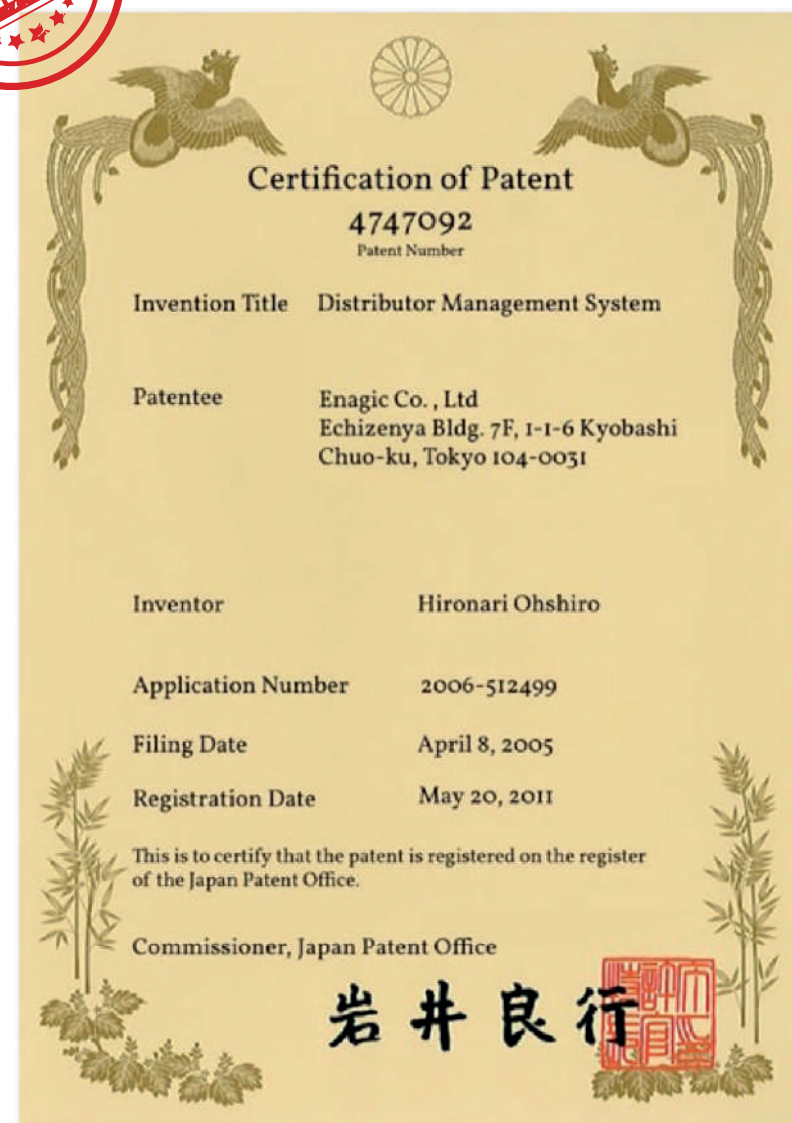 Certification of Patent
4747092
Patent Number
Invention Title Distributor Management System
Patentee Enagic Co. , Ltd
Echizenya Bldg. 7F, 1-1-6 Kyobashi
Chuo-ku, Tokyo 104-0031
Inventor Hironari Ohshiro
Application Number 2006-512499
Filing Date April 8, 2005
Registration Date May 20, 2011
This is to certify that the patent is registered on the register
of the Japan Patent Office.
Commissioner, Japan Patent Office
岩井良行